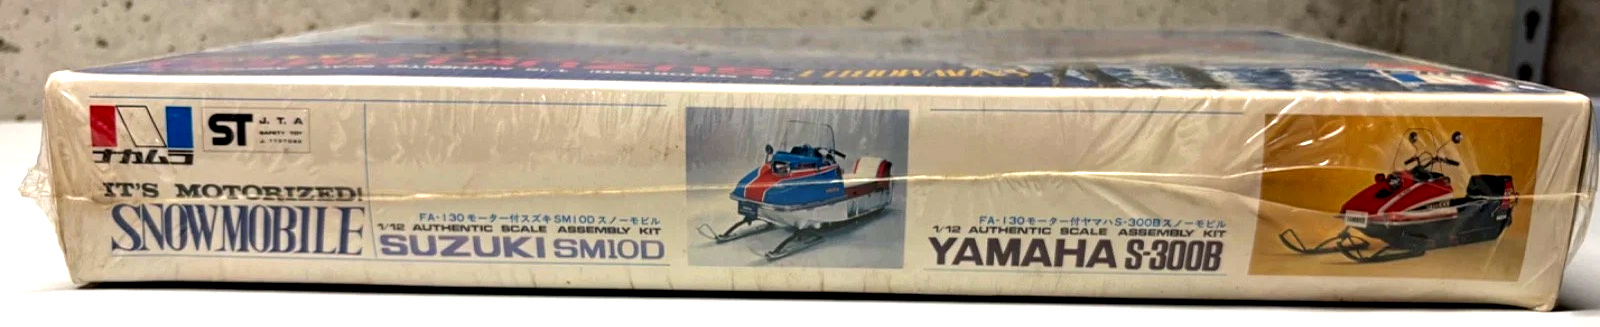 ナカムラ
ST
J. T. A
SAFETY TOY
IT'S MOTORIZED!
SNOWMOBILE
FA-130モーター付スズキSM10Dスノーモビル
1/12 AUTHENTIC SCALE ASSEMBLY KIT
SUZUKI SM10D
FA-130モーター付ヤマハS-300Bスノーモビル
1/12 AUTHENTIC SCALE ASSEMBLY KIT
YAMAHA S-300B